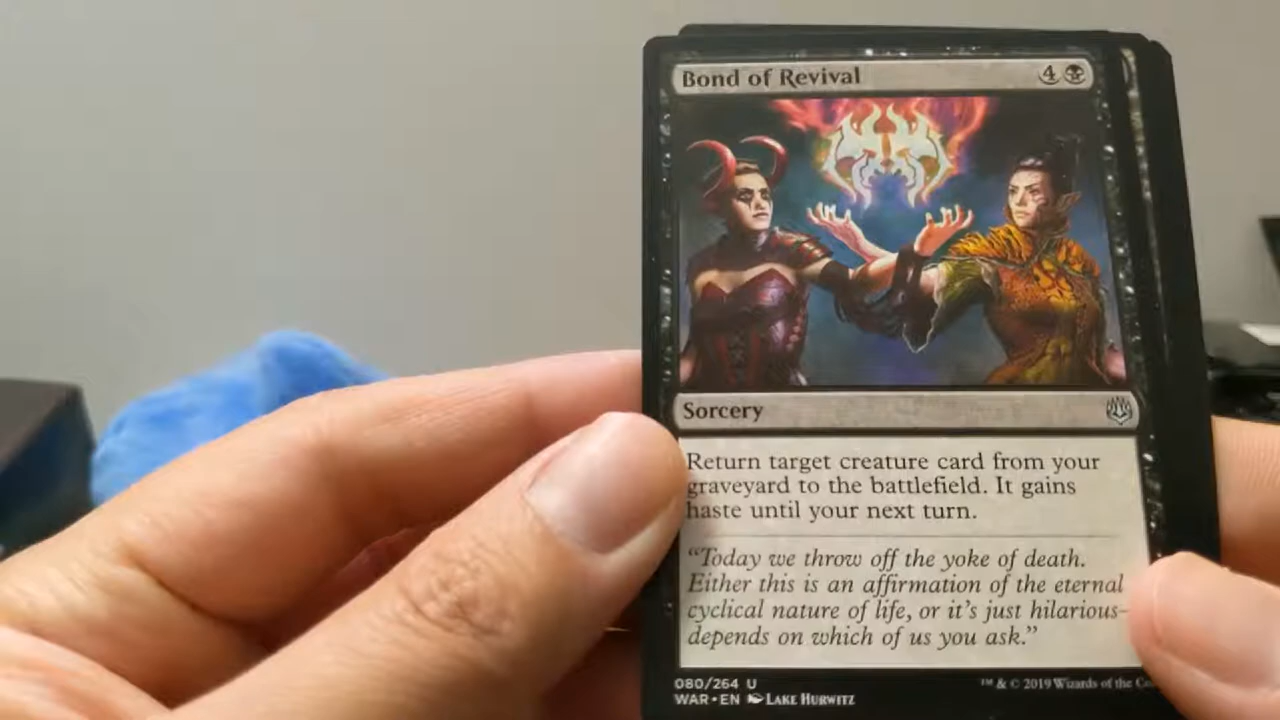 Bond of Revival 4
Sorcery
Return target creature card from your
graveyard to the battlefield. It gains
haste until your next turn.
“Today we throw off the yoke of death.
Either this is an affirmation of the eternal
cyclical nature of life, or it’s just hilarious—
depends on which of us you ask.”
080/264 U
™ & © 2019 Wizards of the
WAR • EN LAKE HURWITZ